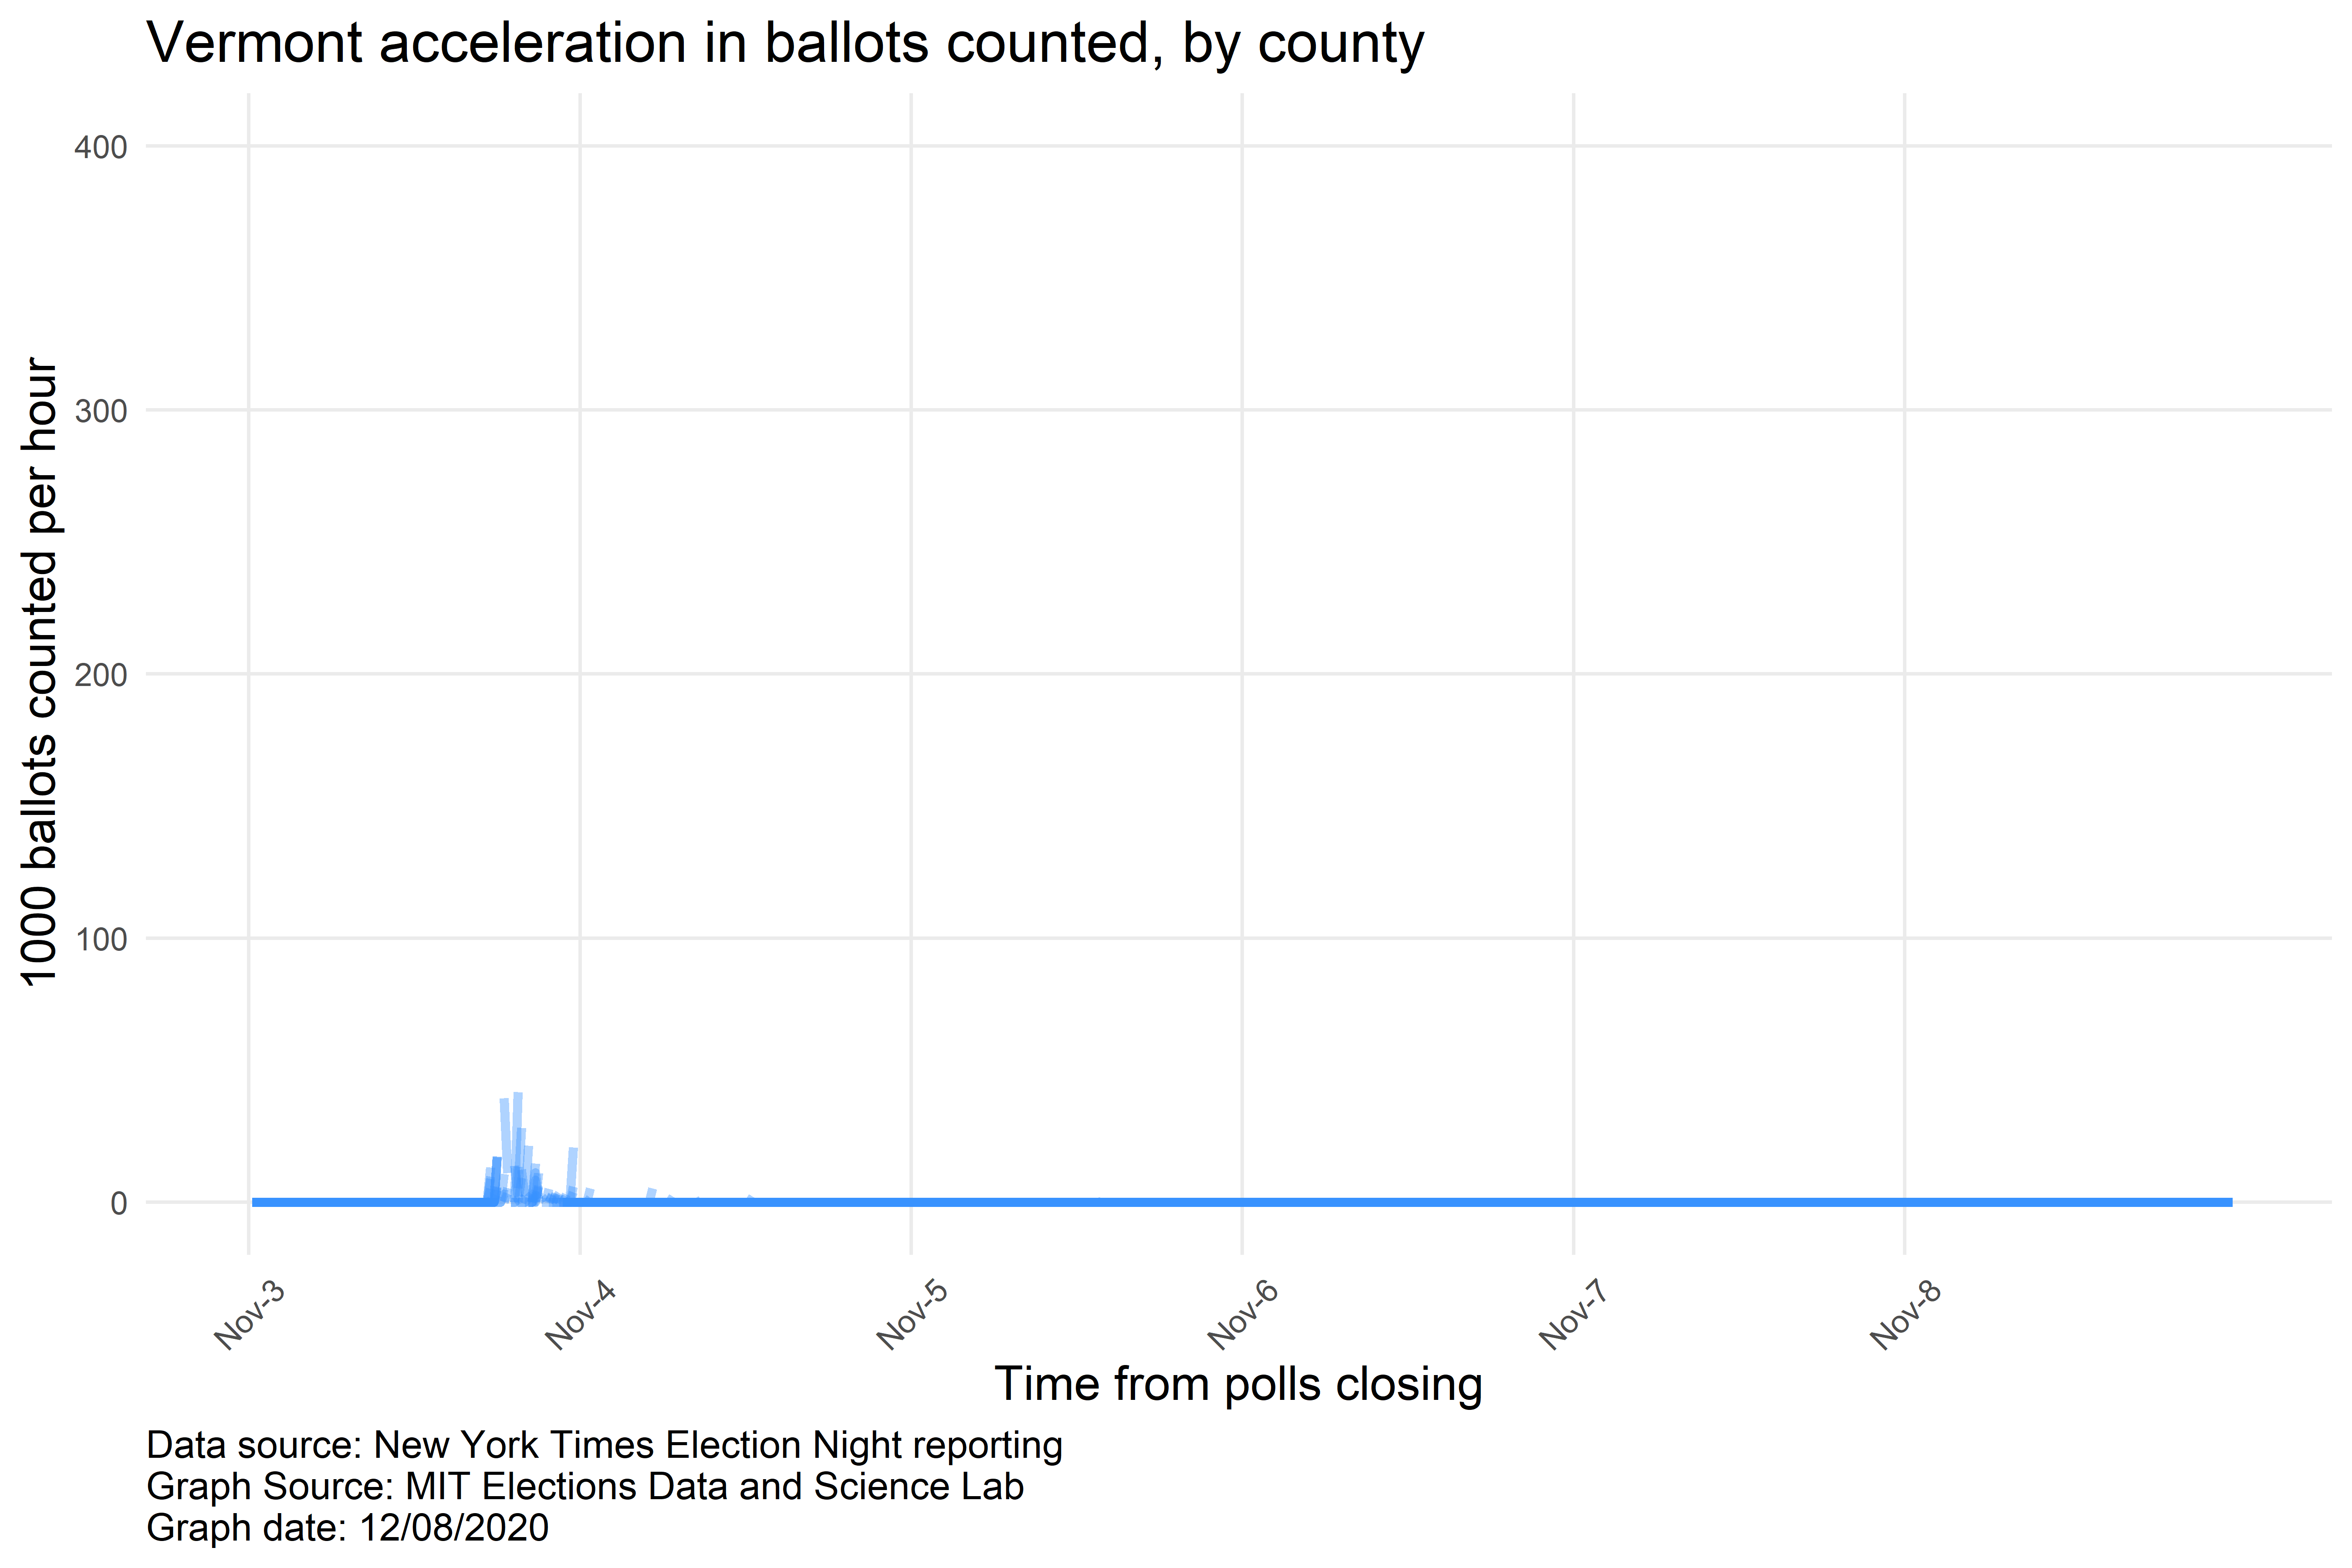 Vermont acceleration in ballots counted, by county
1000 ballots counted per hour
400
300
200
100
0
Nov-3
Nov-4
Nov-5
Nov-6
Nov-7
Nov-8
Time from polls closing
Data source: New York Times Election Night reporting
Graph Source: MIT Elections Data and Science Lab
Graph date: 12/08/2020